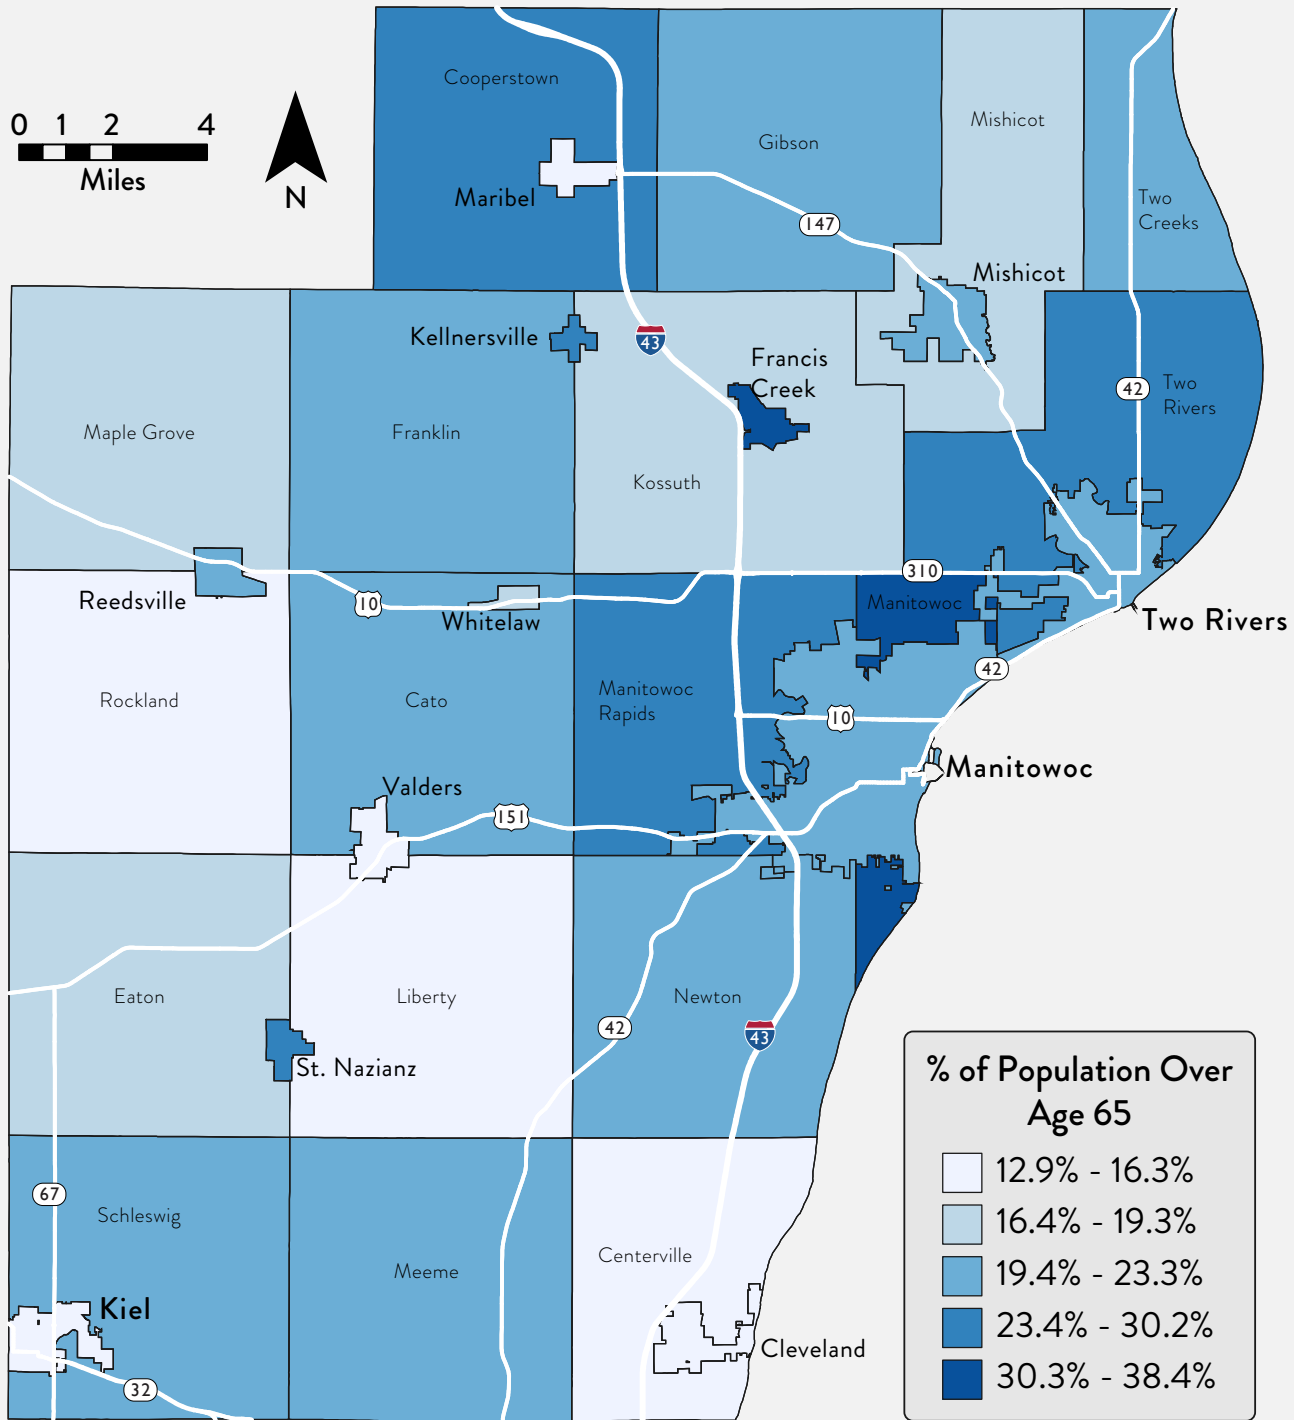 Cooperstown
0 1 2 4
Miles
N
Maribel
Gibson
Mishicot
147
Two
Creeks
Mishicot
Kellnersville
43
Francis
Creek
42
Two
Rivers
Maple Grove
Franklin
Kossuth
310
Reedsville
10
Whitelaw
Manitowoc
Two Rivers
42
Rockland
Cato
Manitowoc
Rapids
10
Manitowoc
Valders
151
Eaton
Liberty
Newton
42
43
St. Nazianz
67
Schleswig
Meeme
Centerville
Kiel
32
Cleveland
% of Population Over
Age 65
12.9% - 16.3%
16.4% - 19.3%
19.4% - 23.3%
23.4% - 30.2%
30.3% - 38.4%